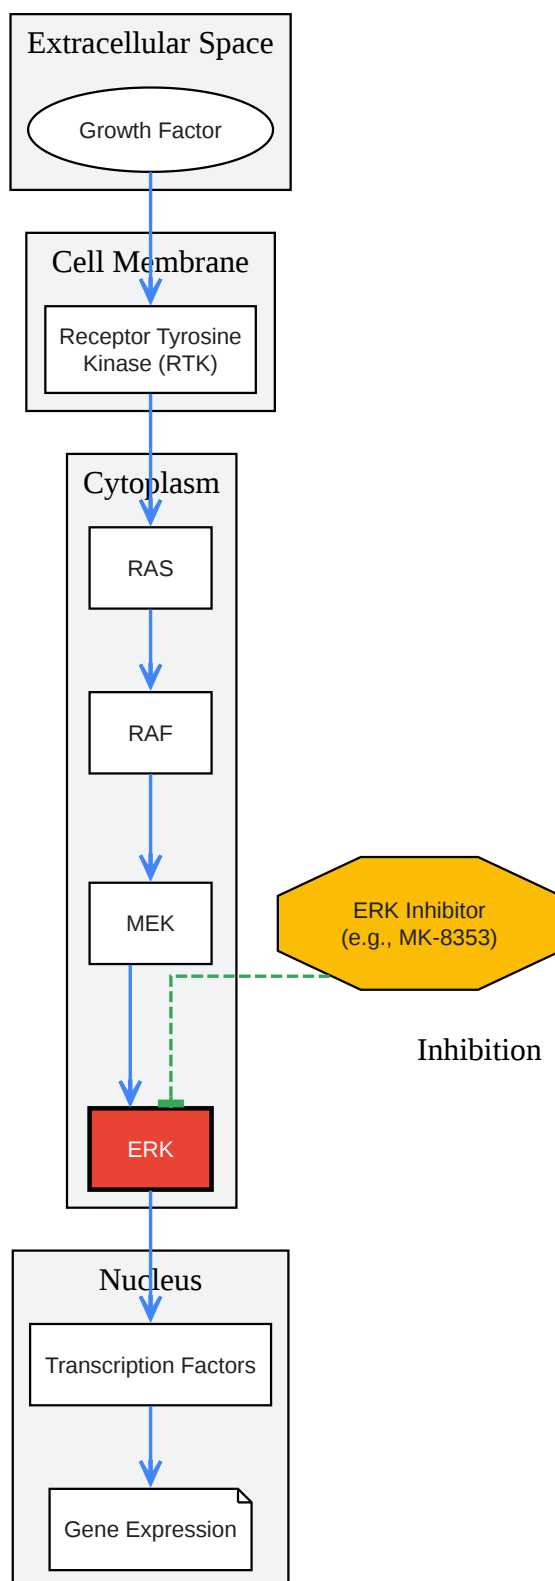 Extracellular Space
Growth Factor
Cell Membrane
Receptor Tyrosine
Kinase (RTK)
Cytoplasm
RAS
RAF
MEK
ERK Inhibitor
(e.g., MK-8353)
Inhibition
ERK
Nucleus
Transcription Factors
Gene Expression